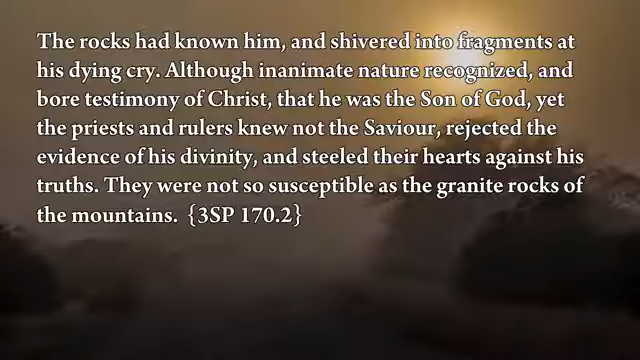 The rocks had known him, and shivered into fragments at
his dying cry. Although inanimate nature recognized, and
bore testimony of Christ, that he was the Son of God, yet
the priests and rulers knew not the Saviour, rejected the
evidence of his divinity, and steeled their hearts against his
truths. They were not so susceptible as the granite rocks of
the mountains. {3SP 170.2}